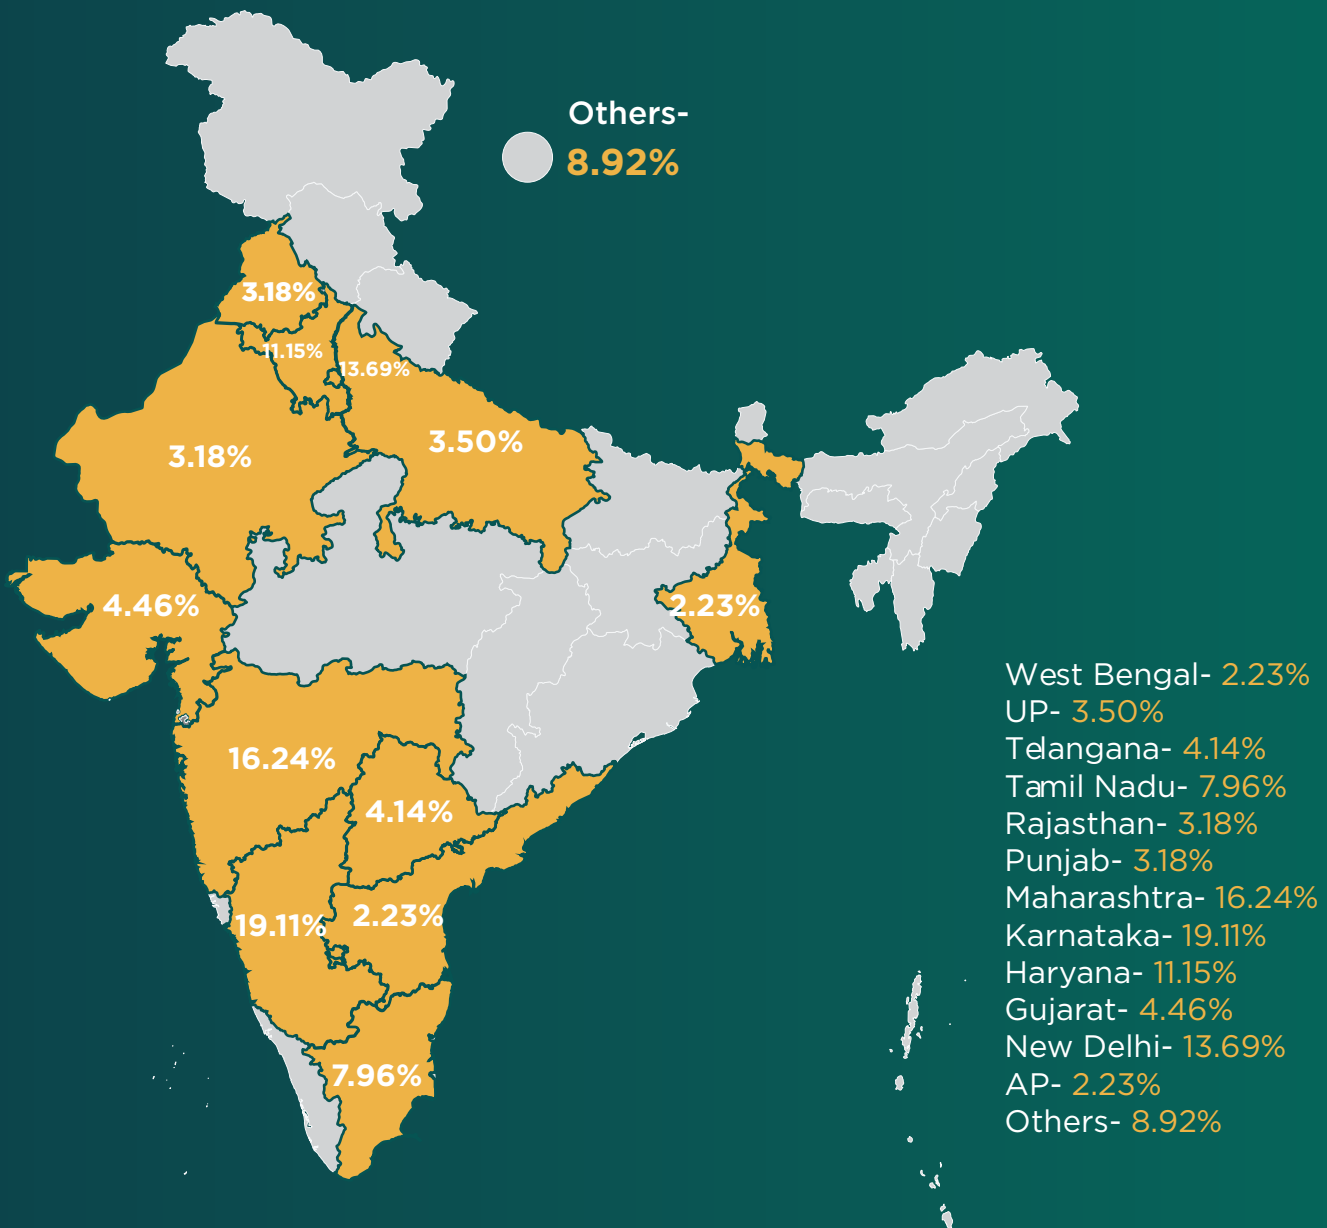 Others-
8.92%
3.18%
11.15%
13.69%
3.50%
3.18%
4.46%
2.23%
16.24%
4.14%
19.11%
2.23%
7.96%
West Bengal- 2.23%
UP- 3.50%
Telangana- 4.14%
Tamil Nadu- 7.96%
Rajasthan- 3.18%
Punjab- 3.18%
Maharashtra- 16.24%
Karnataka- 19.11%
Haryana- 11.15%
Gujarat- 4.46%
New Delhi- 13.69%
AP- 2.23%
Others- 8.92%